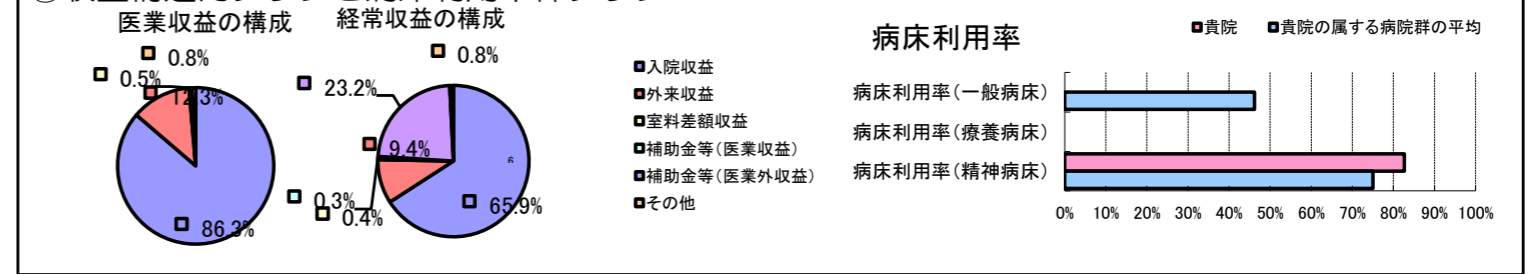 医業収益の構成
0.8%
0.5%
12.3%
86.3%
経常収益の構成
0.8%
23.2%
9.4%
0.3%
0.4%
65.9%
6
入院収益
外来収益
室料差額収益
補助金等(医業収益)
補助金等(医業外収益)
その他
病床利用率
貴院 貴院の属する病院群の平均
病床利用率(一般病床)
病床利用率(療養病床)
病床利用率(精神病床)
0% 10% 20% 30% 40% 50% 60% 70% 80% 90% 100%